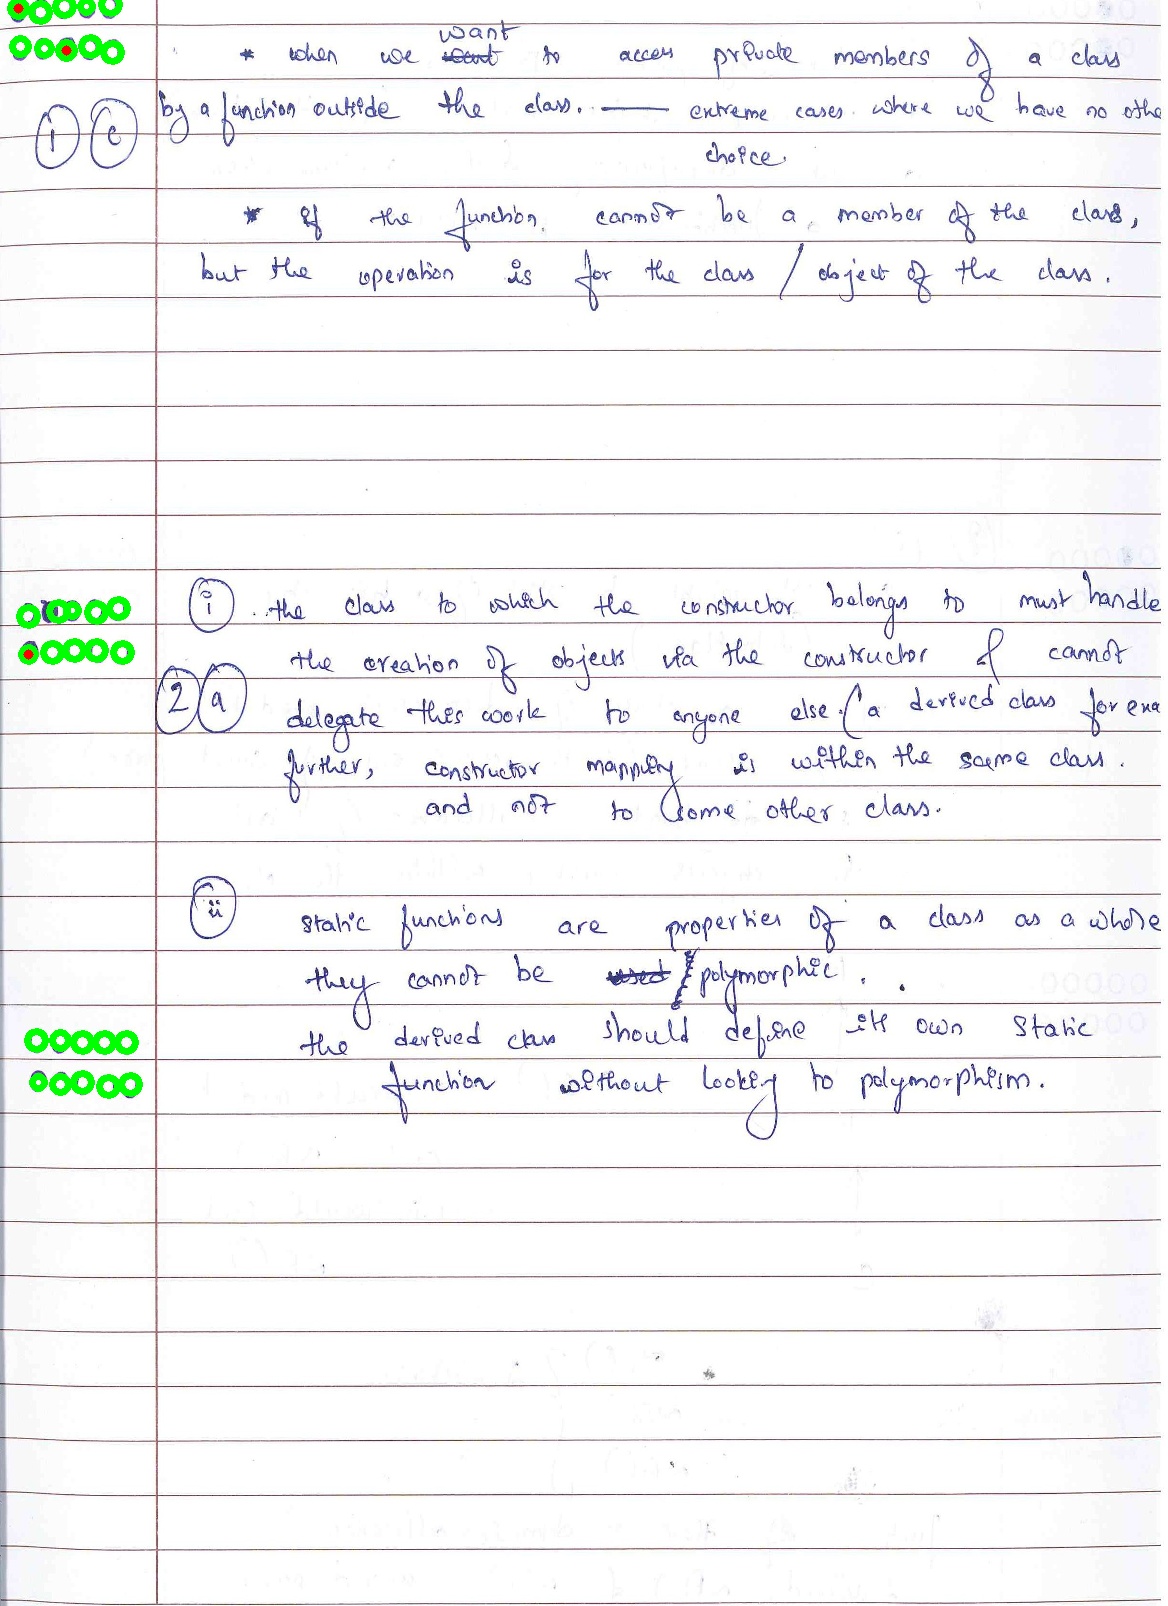 want
* when we want to access private members of a class
1 c by a function outside the class. — extreme cases where we have no othe
choice.
* If the function cannot be a member of the class,
but the operation is for the class / object of the class.
i the class to which the constructor belongs to must handle
the creation of objects via the constructor & cannot
2 a delegate this work to anyone else. (a derived class for exa
further, constructor mapping is within the same class.
and not to some other class.
ii static functions are properties of a class as a whole
they cannot be used polymorphic.
the derived class should define its own static
function without looking to polymorphism.